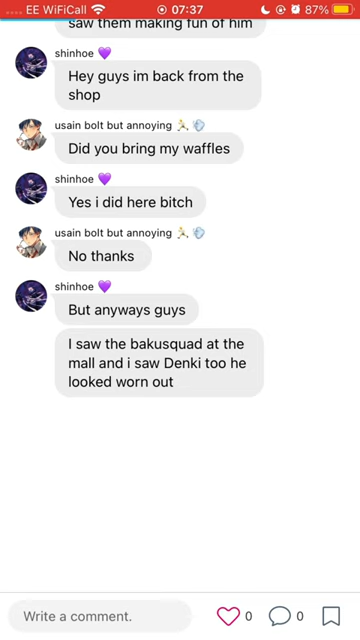 EE WiFiCall 07:37 87%
saw them making fun of him
shinhoe 💜
Hey guys im back from the
shop
usain bolt but annoying 🏃💨
Did you bring my waffles
shinhoe 💜
Yes i did here bitch
usain bolt but annoying 🏃💨
No thanks
shinhoe 💜
But anyways guys
I saw the bakusquad at the
mall and i saw Denki too he
looked worn out
Write a comment. 0 0